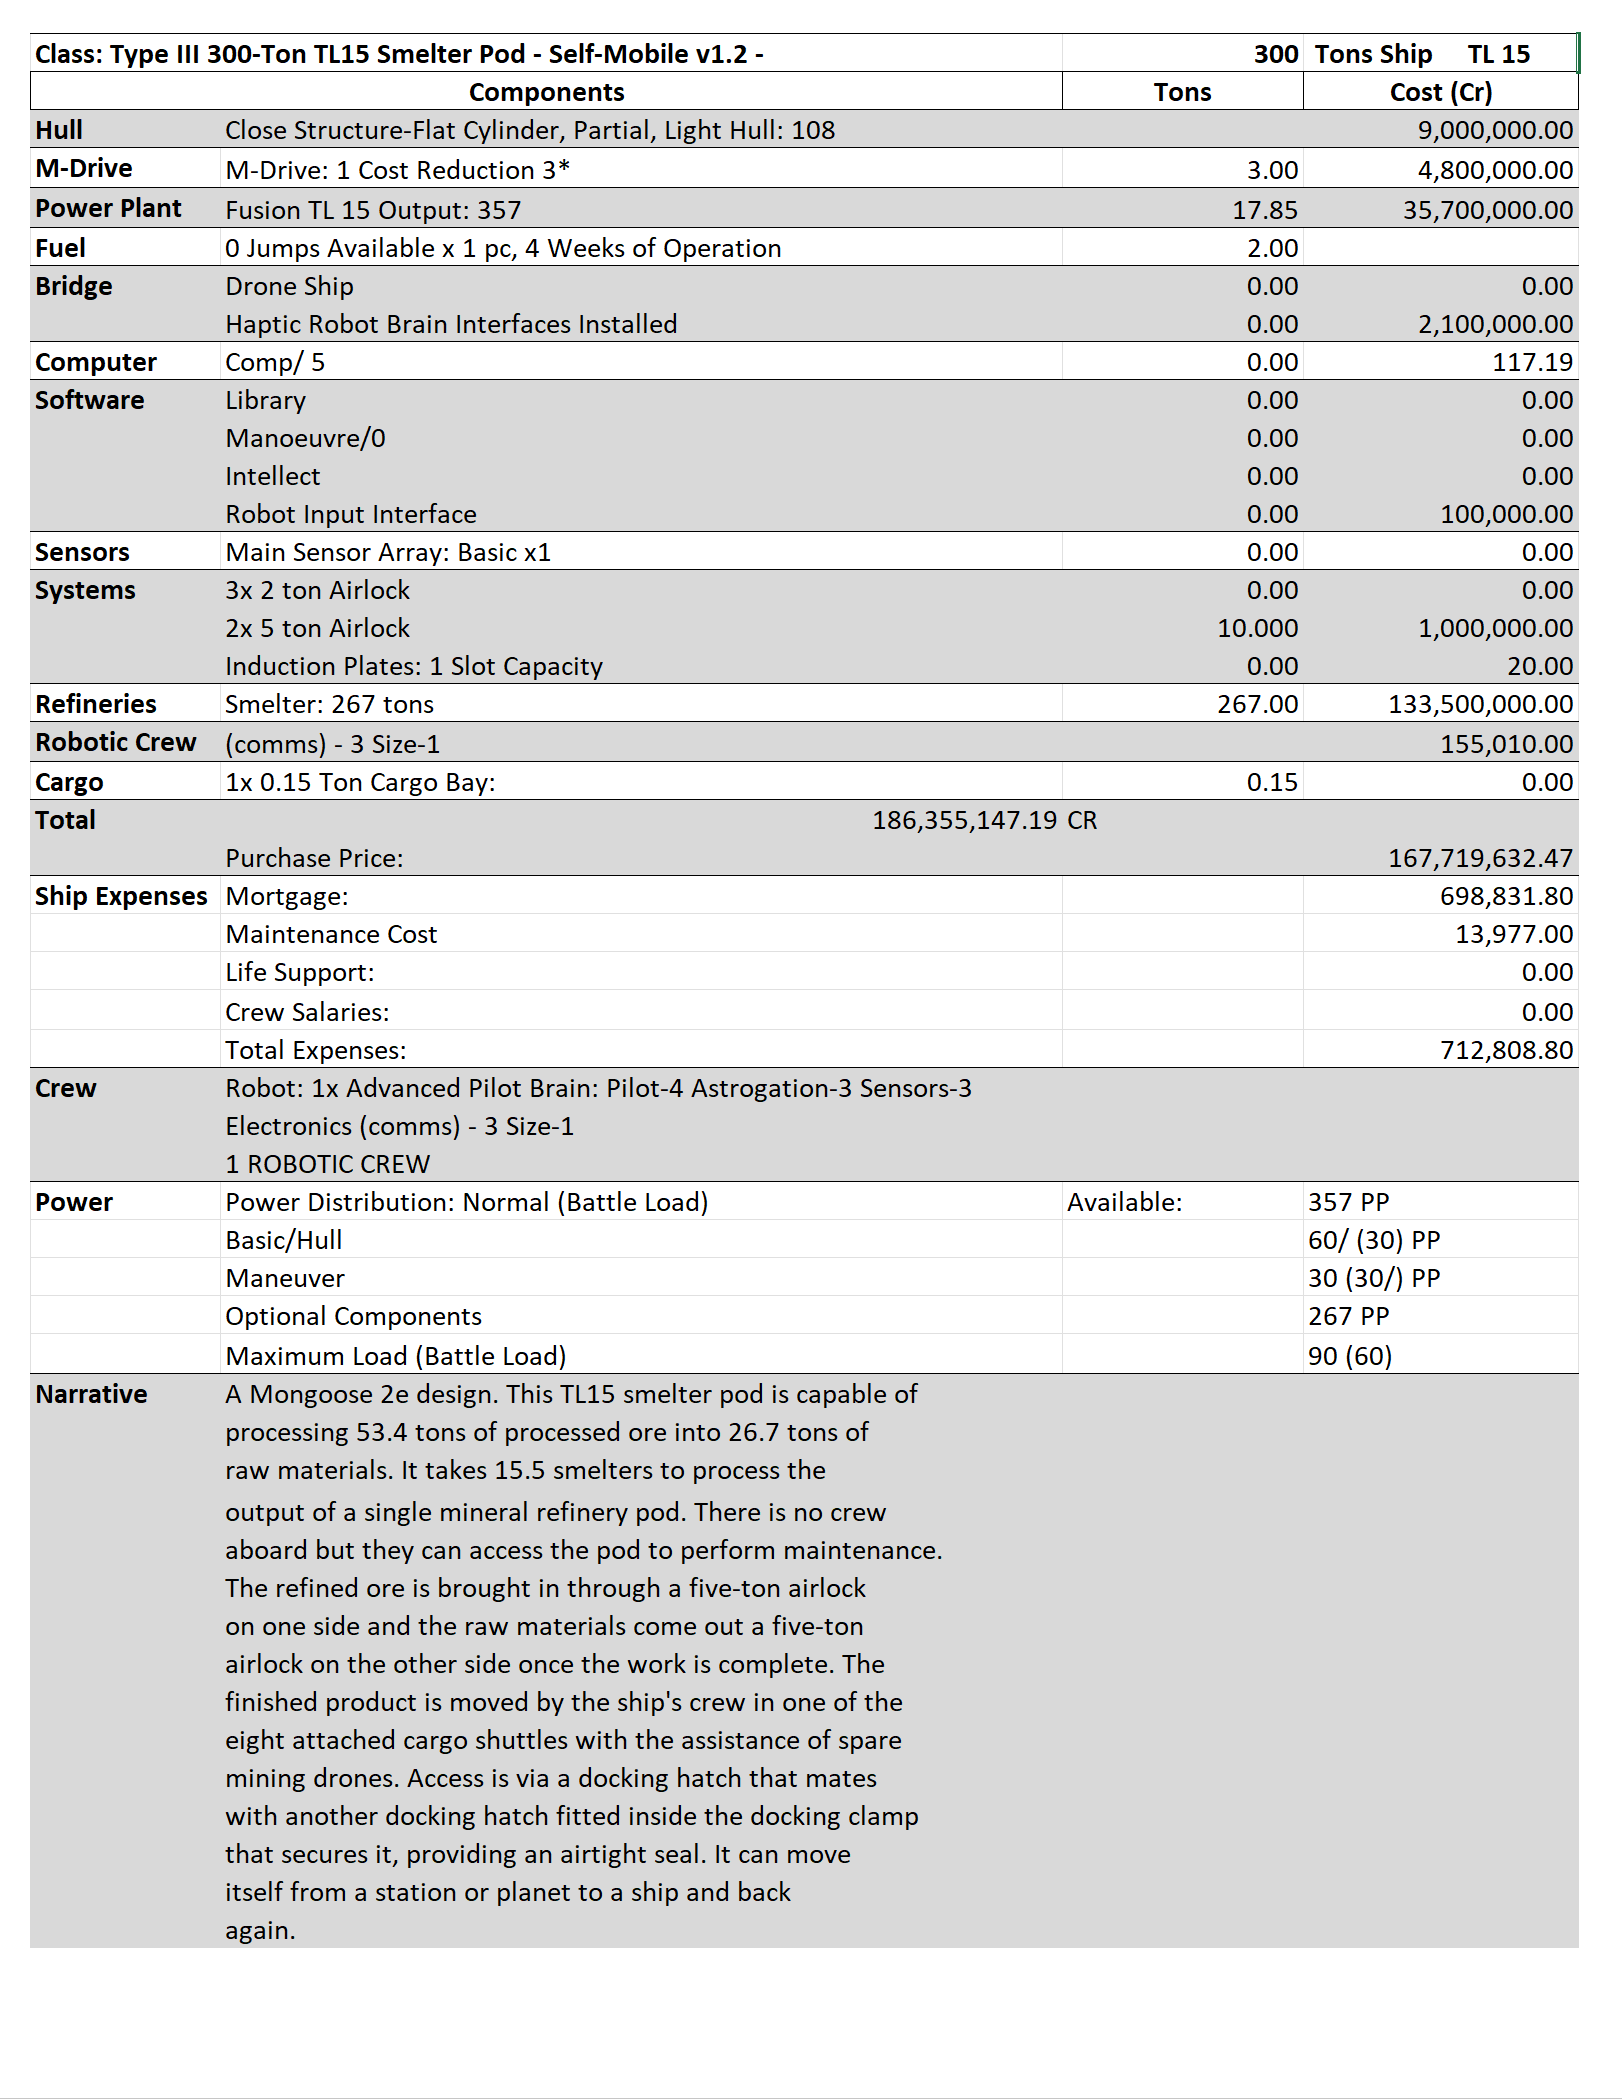 Class: Type III 300-Ton TL15 Smelter Pod - Self-Mobile v1.2 - 300 Tons Ship TL 15
Components Tons Cost (Cr)
Hull Close Structure-Flat Cylinder, Partial, Light Hull: 108 9,000,000.00
M-Drive M-Drive: 1 Cost Reduction 3* 3.00 4,800,000.00
Power Plant Fusion TL 15 Output: 357 17.85 35,700,000.00
Fuel 0 Jumps Available x 1 pc, 4 Weeks of Operation 2.00
Bridge Drone Ship 0.00 0.00
Haptic Robot Brain Interfaces Installed 0.00 2,100,000.00
Computer Comp/ 5 0.00 117.19
Software Library 0.00 0.00
Manoeuvre/0 0.00 0.00
Intellect 0.00 0.00
Robot Input Interface 0.00 100,000.00
Sensors Main Sensor Array: Basic x1 0.00 0.00
Systems 3x 2 ton Airlock 0.00 0.00
2x 5 ton Airlock 10.000 1,000,000.00
Induction Plates: 1 Slot Capacity 0.00 20.00
Refineries Smelter: 267 tons 267.00 133,500,000.00
Robotic Crew (comms) - 3 Size-1 155,010.00
Cargo 1x 0.15 Ton Cargo Bay: 0.15 0.00
Total 186,355,147.19 CR
Purchase Price: 167,719,632.47
Ship Expenses Mortgage: 698,831.80
Maintenance Cost 13,977.00
Life Support: 0.00
Crew Salaries: 0.00
Total Expenses: 712,808.80
Crew Robot: 1x Advanced Pilot Brain: Pilot-4 Astrogation-3 Sensors-3
Electronics (comms) - 3 Size-1
1 ROBOTIC CREW
Power Power Distribution: Normal (Battle Load) Available: 357 PP
Basic/Hull 60/ (30) PP
Maneuver 30 (30/) PP
Optional Components 267 PP
Maximum Load (Battle Load) 90 (60)
Narrative A Mongoose 2e design. This TL15 smelter pod is capable of
processing 53.4 tons of processed ore into 26.7 tons of
raw materials. It takes 15.5 smelters to process the
output of a single mineral refinery pod. There is no crew
aboard but they can access the pod to perform maintenance.
The refined ore is brought in through a five-ton airlock
on one side and the raw materials come out a five-ton
airlock on the other side once the work is complete. The
finished product is moved by the ship's crew in one of the
eight attached cargo shuttles with the assistance of spare
mining drones. Access is via a docking hatch that mates
with another docking hatch fitted inside the docking clamp
that secures it, providing an airtight seal. It can move
itself from a station or planet to a ship and back
again.